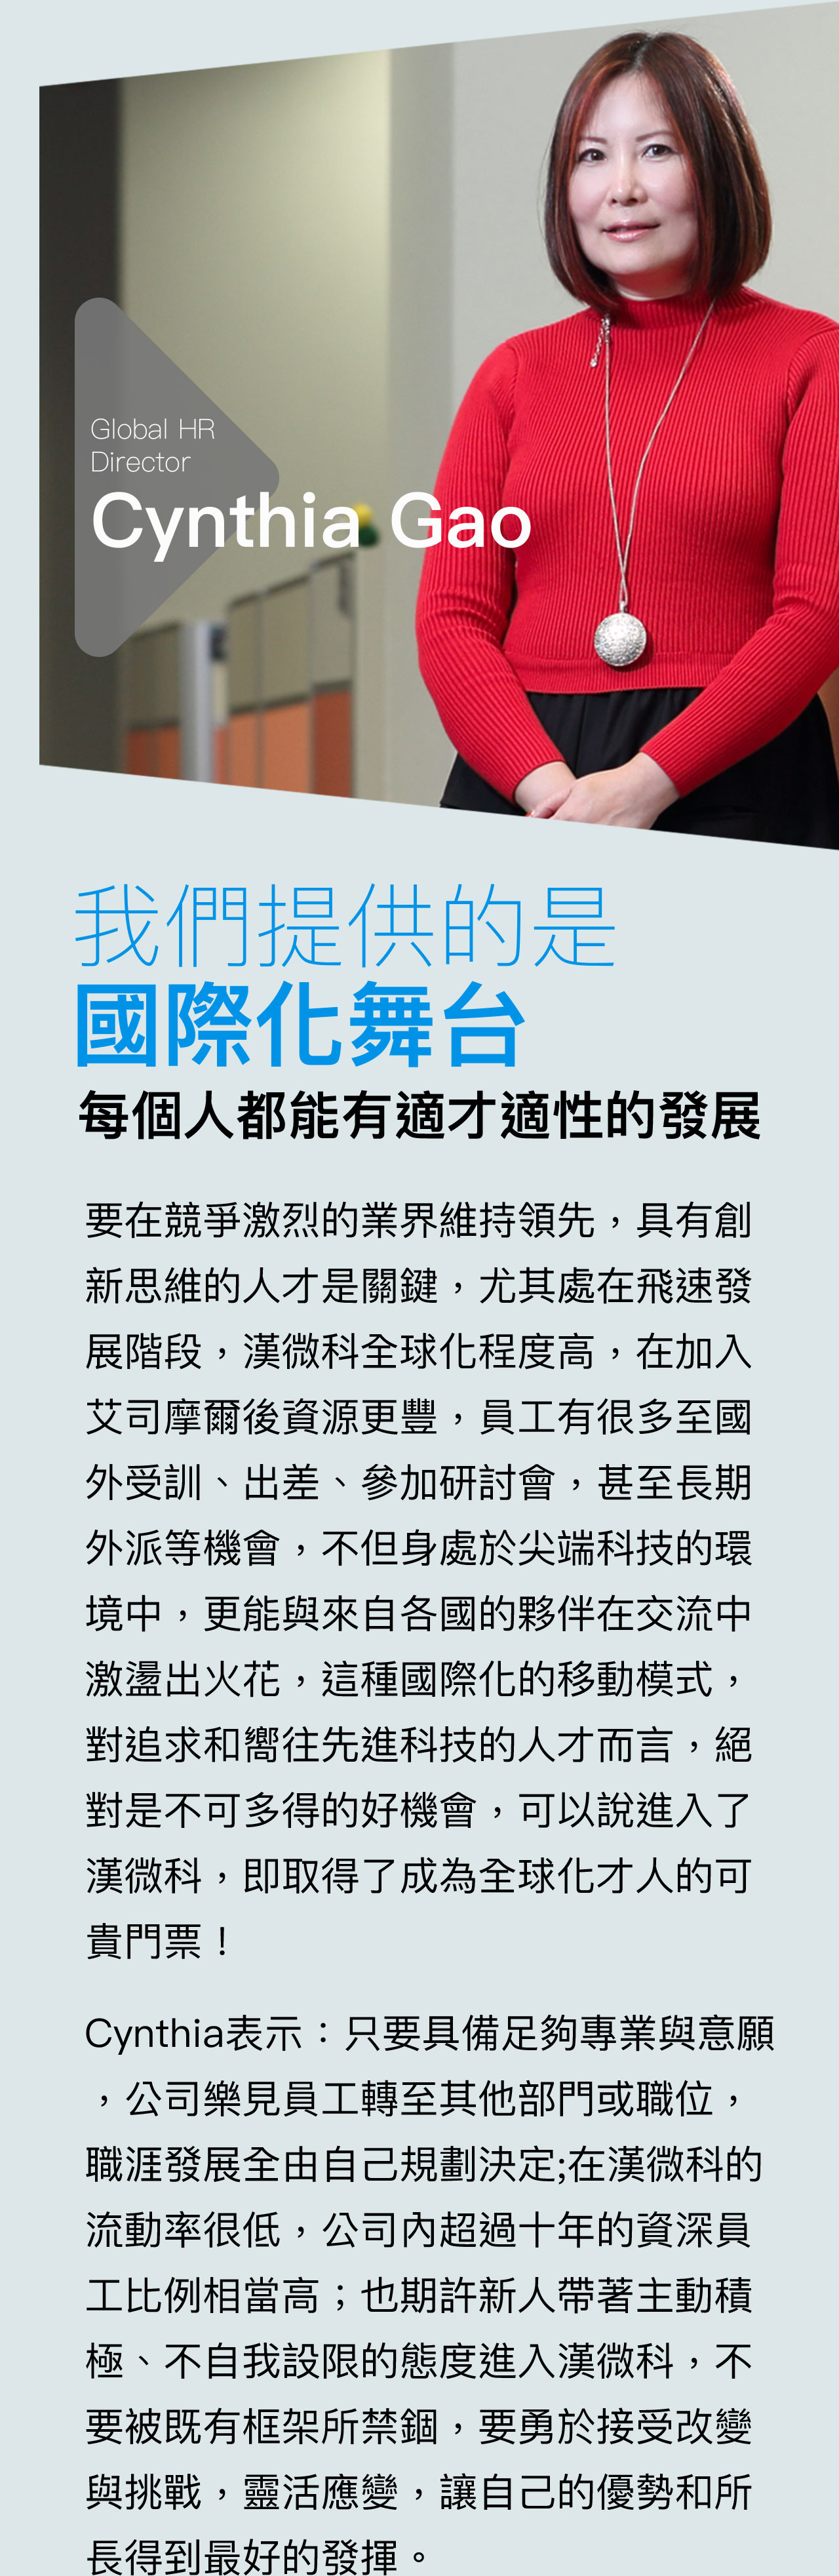 Global HR
Director
Cynthia Gao
我們提供的是
國際化舞台
每個人都能有適才適性的發展
要在競爭激烈的業界維持領先，具有創
新思維的人才是關鍵，尤其處在飛速發
展階段，漢微科全球化程度高，在加入
艾司摩爾後資源更豐，員工有很多至國
外受訓、出差、參加研討會，甚至長期
外派等機會，不但身處於尖端科技的環
境中，更能與來自各國的夥伴在交流中
激盪出火花，這種國際化的移動模式，
對追求和嚮往先進科技的人才而言，絕
對是不可多得的好機會，可以說進入了
漢微科，即取得了成為全球化才人的可
貴門票！
Cynthia表示：只要具備足夠專業與意願
，公司樂見員工轉至其他部門或職位，
職涯發展全由自己規劃決定;在漢微科的
流動率很低，公司內超過十年的資深員
工比例相當高；也期許新人帶著主動積
極、不自我設限的態度進入漢微科，不
要被既有框架所禁錮，要勇於接受改變
與挑戰，靈活應變，讓自己的優勢和所
長得到最好的發揮。